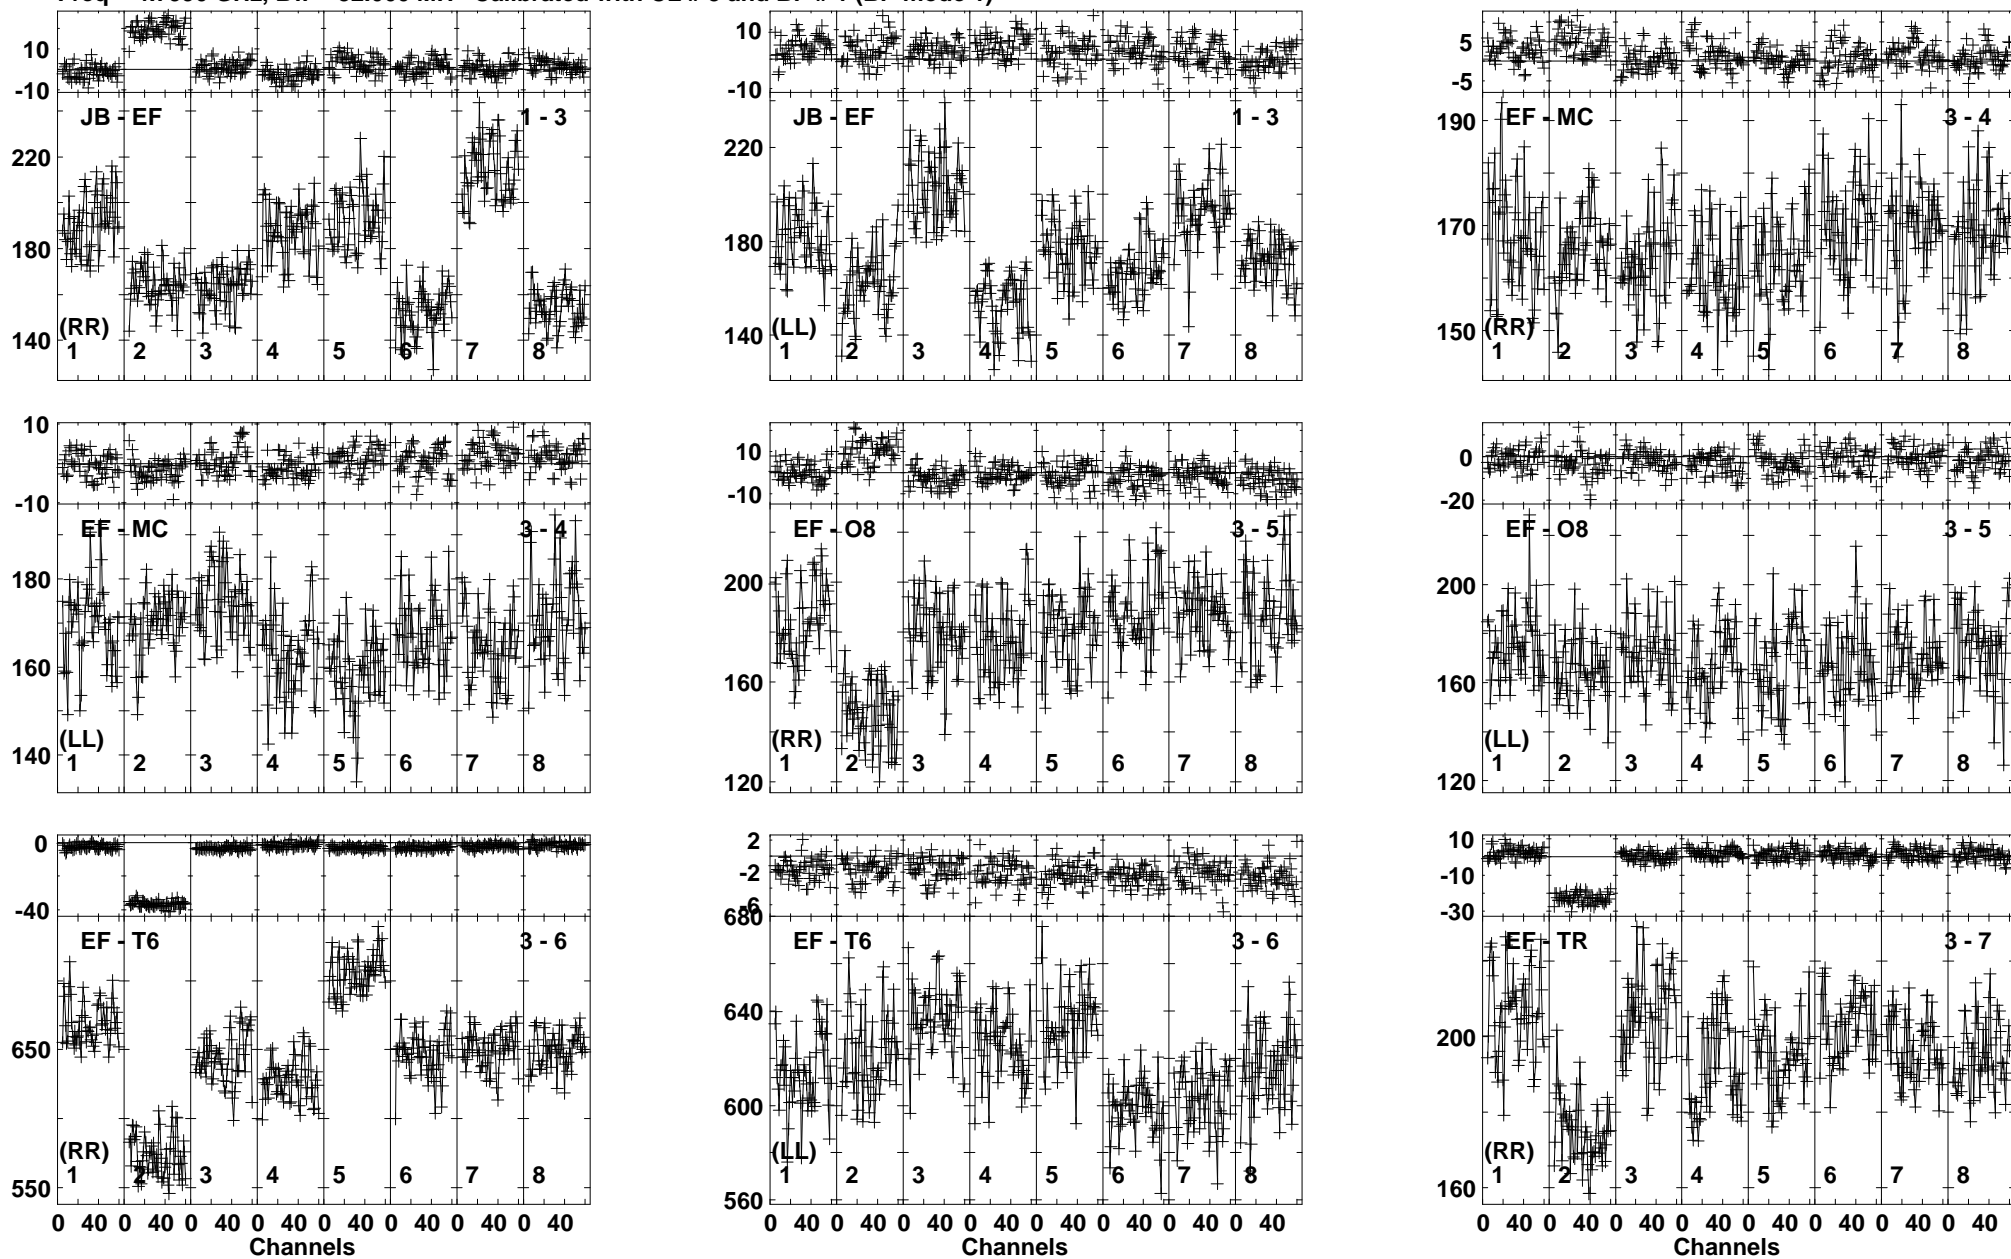 10
-10
JB - EF 1 - 3
220
180
140
(RR)
1 2 3 4 5 6 7 8
10
-10
JB - EF 1 - 3
220
180
140
(LL)
1 2 3 4 5 6 7 8
5
-5
EF - MC 3 - 4
190
170
150
(RR)
1 2 3 4 5 6 7 8
10
-10
EF - MC 3 - 4
180
160
140
(LL)
1 2 3 4 5 6 7 8
10
-10
EF - O8 3 - 5
200
160
120
(RR)
1 2 3 4 5 6 7 8
0
-20
EF - O8 3 - 5
200
160
120
(LL)
1 2 3 4 5 6 7 8
0
-40
EF - T6 3 - 6
650
550
(RR)
1 2 3 4 5 6 7 8
0 40 0 40 0 40 0 40 0 40 0 40 0 40 0 40
Channels
2
-2
-6
680
EF - T6 3 - 6
640
600
560
(LL)
1 2 3 4 5 6 7 8
0 40 0 40 0 40 0 40 0 40 0 40 0 40 0 40
Channels
10
-10
-30
EF - TR 3 - 7
200
160
(RR)
1 2 3 4 5 6 7 8
0 40 0 40 0 40 0 40 0 40 0 40 0 40 0 40
Channels